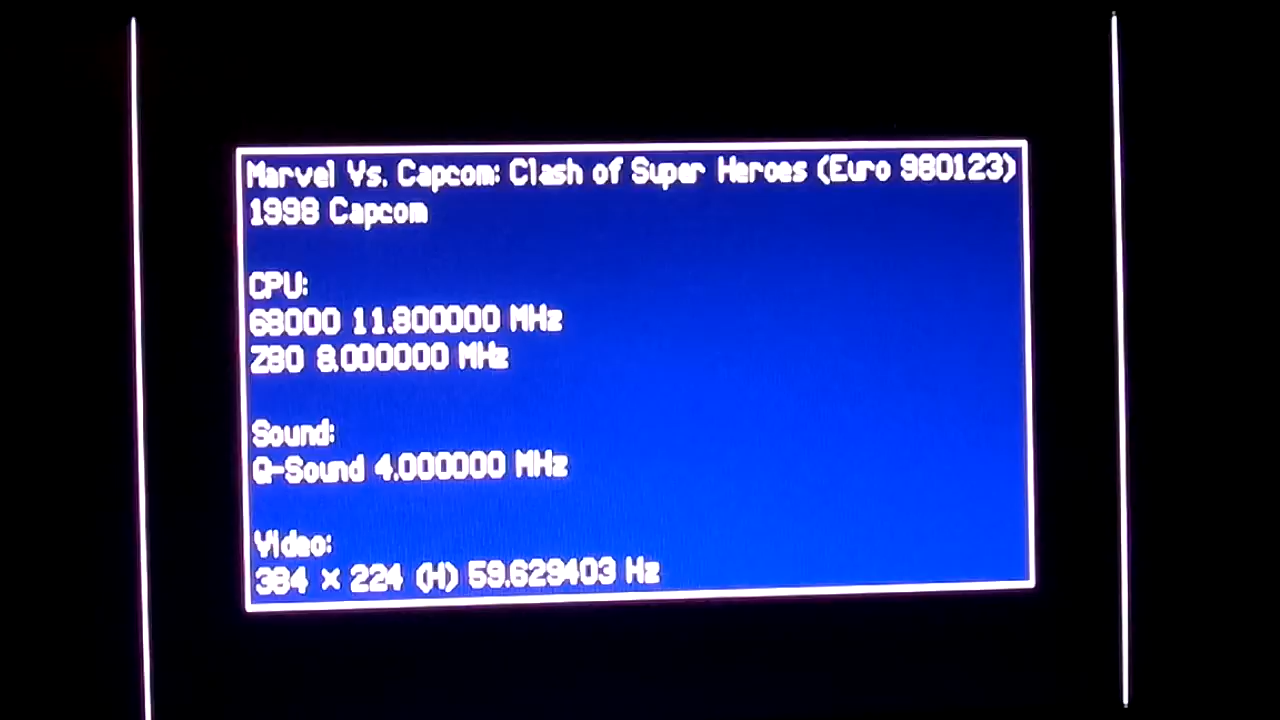 Marvel Vs. Capcom: Clash of Super Heroes (Euro 980123)
1998 Capcom
CPU:
68000 11.800000 MHz
Z80 8.000000 MHz
Sound:
Q-Sound 4.000000 MHz
Video:
384 × 224 (H) 59.629403 Hz